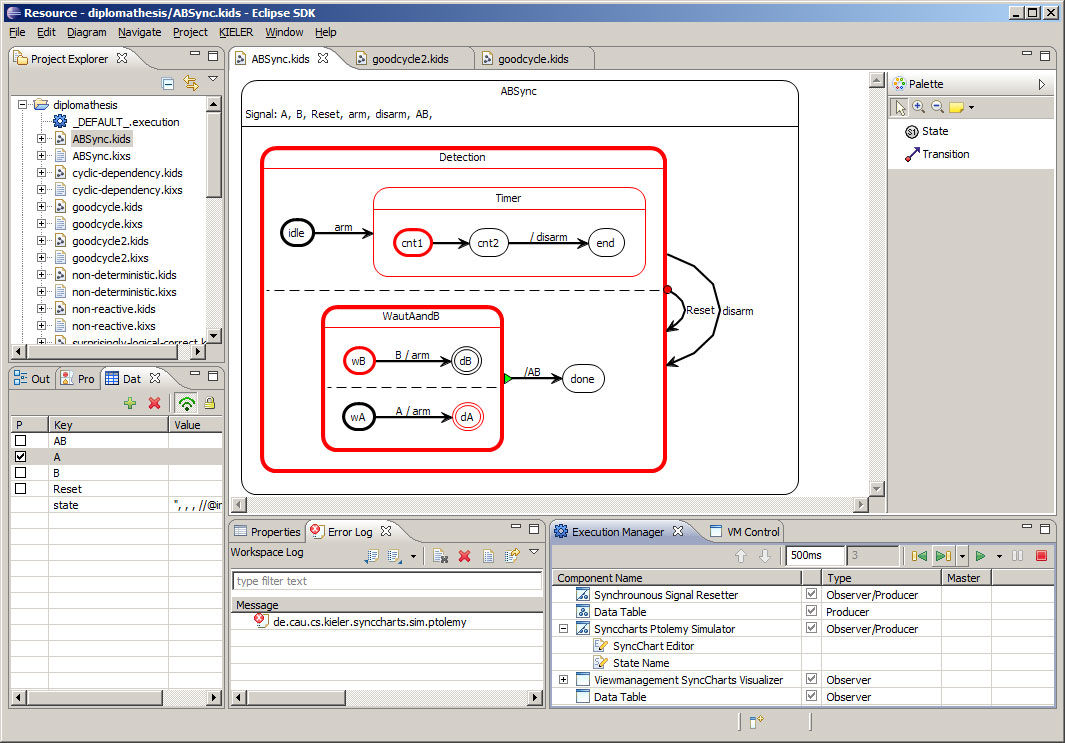 Resource - diplomathesis/ABSync.kids - Eclipse SDK
File Edit Diagram Navigate Project KIELER Window Help
Project Explorer
diplomathesis
_DEFAULT_.execution
ABSync.kids
ABSync.kixs
cyclic-dependency.kids
cyclic-dependency.kixs
goodcycle.kids
goodcycle.kixs
goodcycle2.kids
goodcycle2.kixs
non-deterministic.kids
non-deterministic.kixs
non-reactive.kids
non-reactive.kixs
surprisingly-logical-correct.k
ABSync.kids goodcycle2.kids goodcycle.kids
ABSync
Signal: A, B, Reset, arm, disarm, AB,
Detection
Timer
idle arm cnt1 cnt2 / disarm end
Reset disarm
WautAandB
wB B / arm dB
/AB done
wA A / arm dA
Palette
State
Transition
Out Pro Dat
P Key Value
AB
A
B
Reset
state ", , , //@in
Properties Error Log
Workspace Log
type filter text
Message
de.cau.cs.kieler.synccharts.sim.ptolemy
Execution Manager VM Control
500ms 3
Component Name Type Master
Synchrounous Signal Resetter Observer/Producer
Data Table Producer
Synccharts Ptolemy Simulator Observer/Producer
SyncChart Editor
State Name
Viewmanagement SyncCharts Visualizer Observer
Data Table Observer